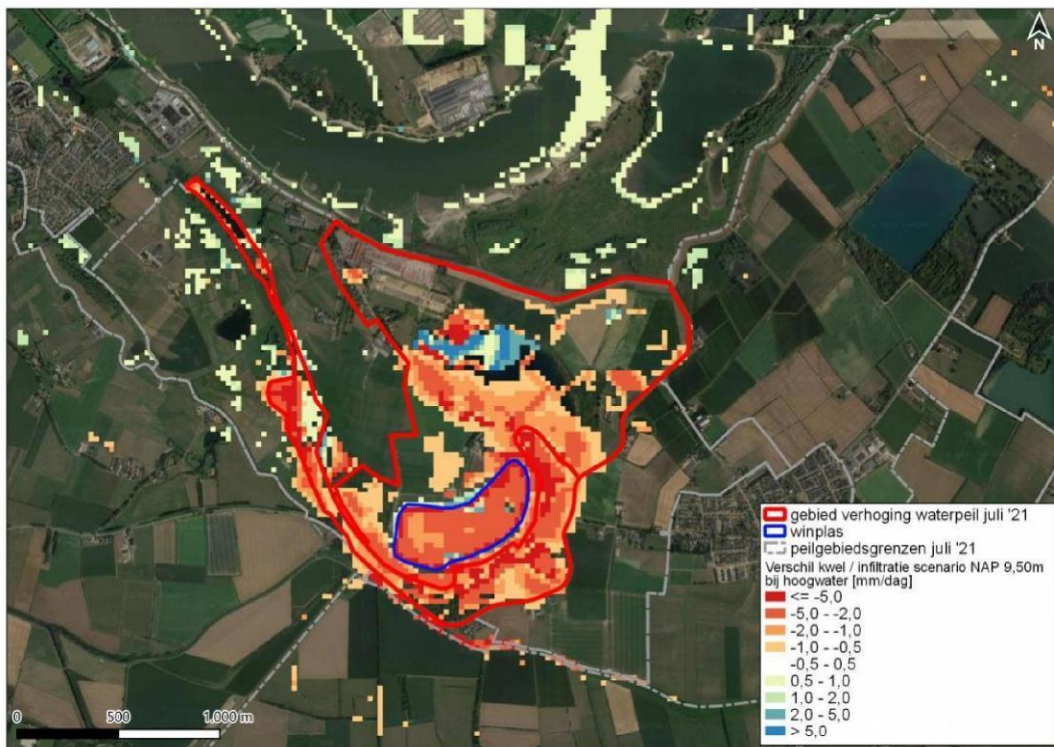 N
gebied verhoging waterpeil juli '21
winplas
peilgebiedsgrenzen juli '21
Verschil kwel / infiltratie scenario NAP 9,50m
bij hoogwater [mm/dag]
<= -5,0
-5,0 - -2,0
-2,0 - -1,0
-1,0 - -0,5
-0,5 - 0,5
0,5 - 1,0
1,0 - 2,0
2,0 - 5,0
> 5,0
0 500 1.000 m